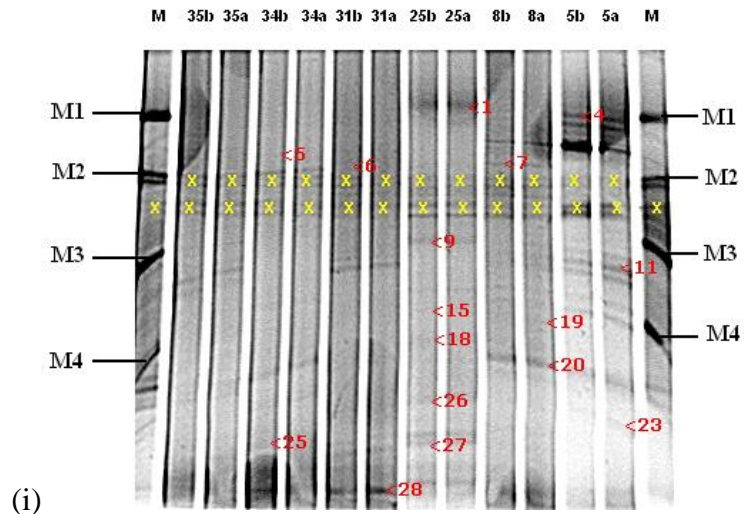 M 35b 35a 34b 34a 31b 31a 25b 25a 8b 8a 5b 5a M
M1 <1 <4 M1
<5 <6 <7
M2 X X X X X X X X X X X X M2
X X X X X X X X X X X X X X
M3 <9 <11 M3
<15
<18 <19 M4
M4 <20
<26
<25 <27 <23
<28
(i)